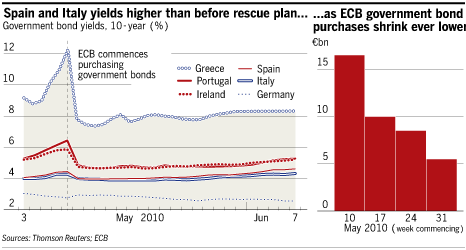 Spain and Italy yields higher than before rescue plan...
Government bond yields, 10-year (%)
12
10
8
6
4
2
ECB commences
purchasing
government bonds
Greece
Spain
Portugal
Italy
Ireland
Germany
3
May 2010
Jun
7
...as ECB government bond
purchases shrink ever lower
€bn
15
10
5
0
10
17
24
31
May 2010 (week commencing)
Sources: Thomson Reuters; ECB